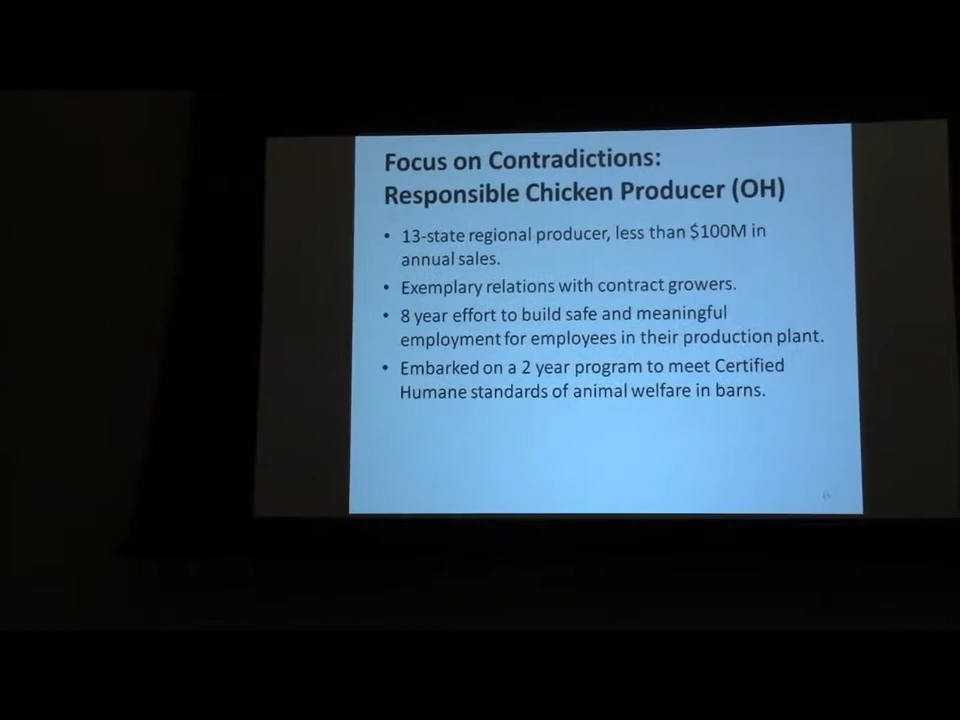 Focus on Contradictions:
Responsible Chicken Producer (OH)
• 13-state regional producer, less than $100M in
annual sales.
• Exemplary relations with contract growers.
• 8 year effort to build safe and meaningful
employment for employees in their production plant.
• Embarked on a 2 year program to meet Certified
Humane standards of animal welfare in barns.